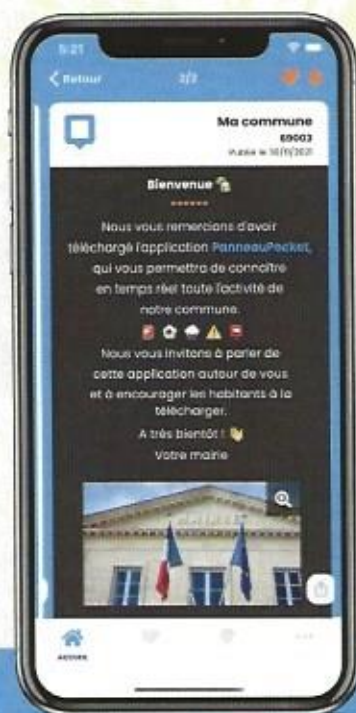 5:21
< Retour 2/2
Ma commune
69003
Publié le 10/11/2021
Bienvenue
Nous vous remercions d'avoir
téléchargé l'application PanneauPocket,
qui vous permettra de connaître
en temps réel toute l'activité de
notre commune.
Nous vous invitons à parler de
cette application autour de vous
et à encourager les habitants à la
télécharger.
A très bientôt !
Votre mairie
ACCUEIL